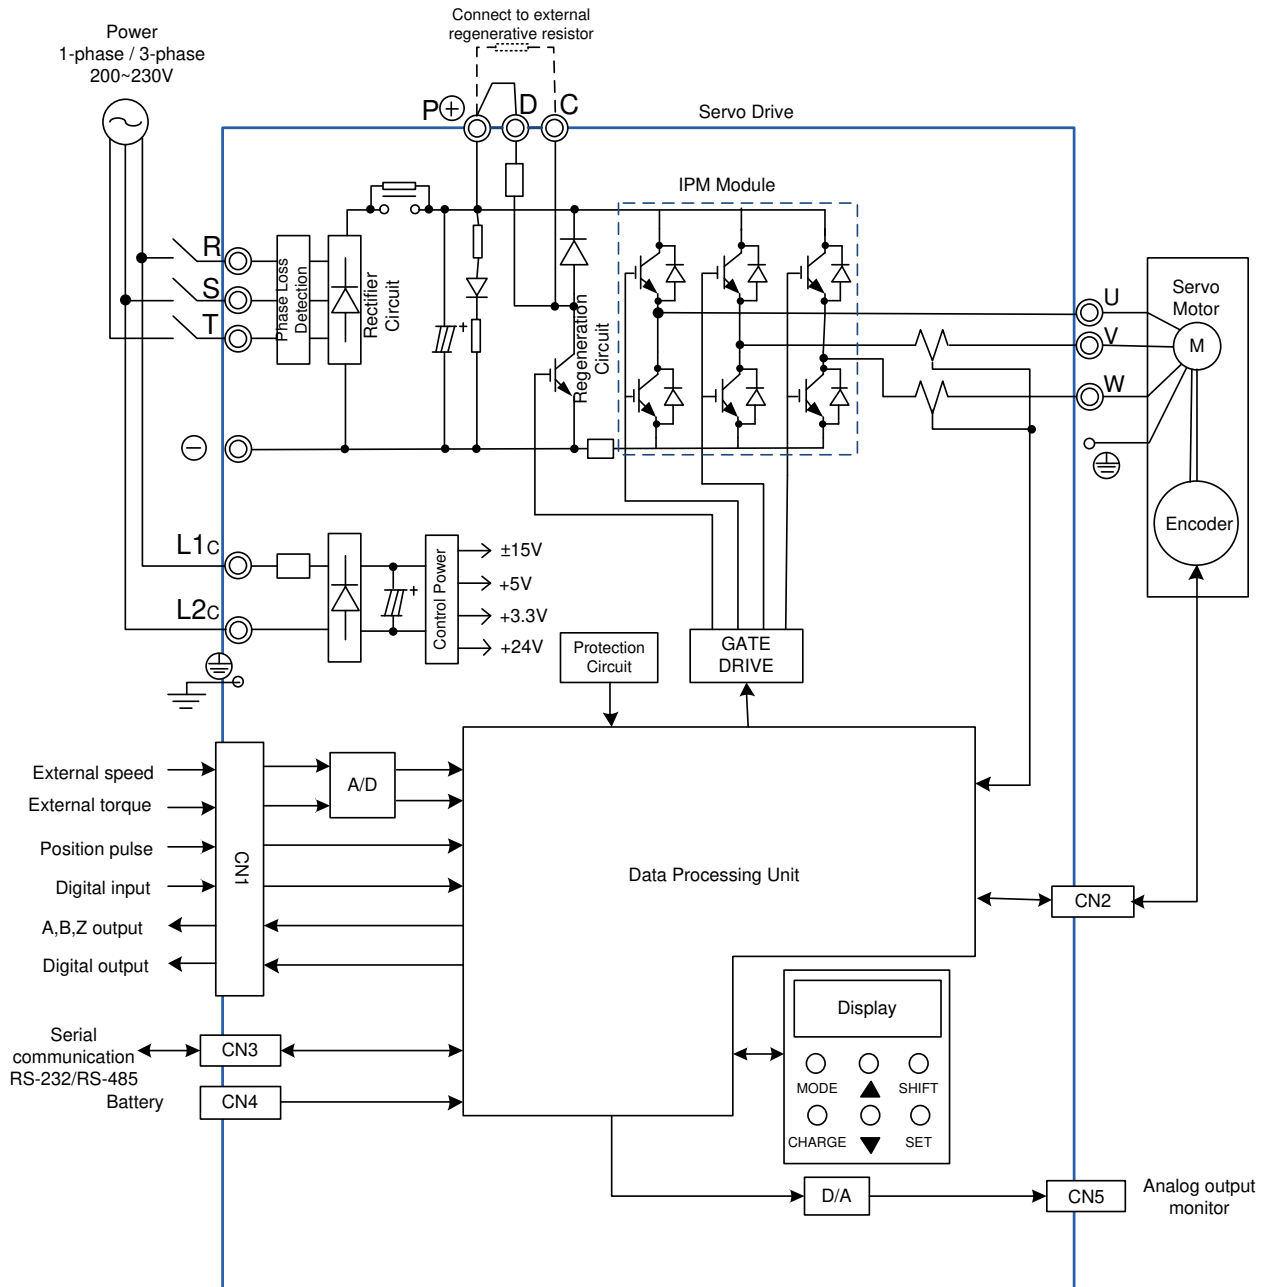 Connect to external
regenerative resistor
Power
1-phase / 3-phase
200~230V
P D C
Servo Drive
IPM Module
R
S
T
Phase Loss
Detection
Rectifier
Circuit
+
Regeneration
Circuit
U
V
W
Servo
Motor
M
Encoder
L1C
L2C
+
Control Power
±15V
+5V
+3.3V
+24V
Protection
Circuit
GATE
DRIVE
External speed
External torque
Position pulse
Digital input
A,B,Z output
Digital output
CN1
A/D
Data Processing Unit
CN2
Serial
communication
RS-232/RS-485
CN3
Battery
CN4
Display
MODE
SHIFT
CHARGE
SET
D/A
CN5
Analog output
monitor